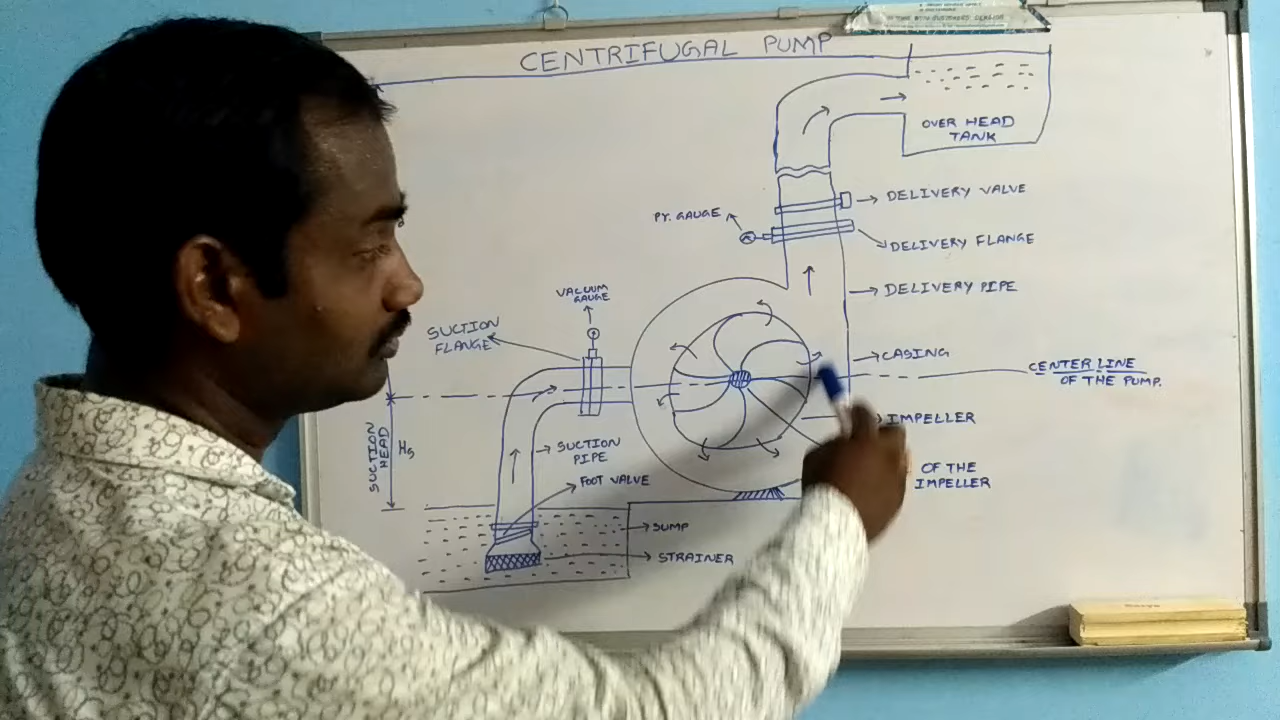 CENTRIFUGAL PUMP
OVER HEAD
TANK
DELIVERY VALVE
PY. GAUGE
DELIVERY FLANGE
DELIVERY PIPE
VACUUM
GAUGE
SUCTION
FLANGE
CASING
CENTER LINE
OF THE PUMP.
IMPELLER
SUCTION
HEAD
Hs
SUCTION
PIPE
FOOT VALVE
OF THE
IMPELLER
SUMP
STRAINER